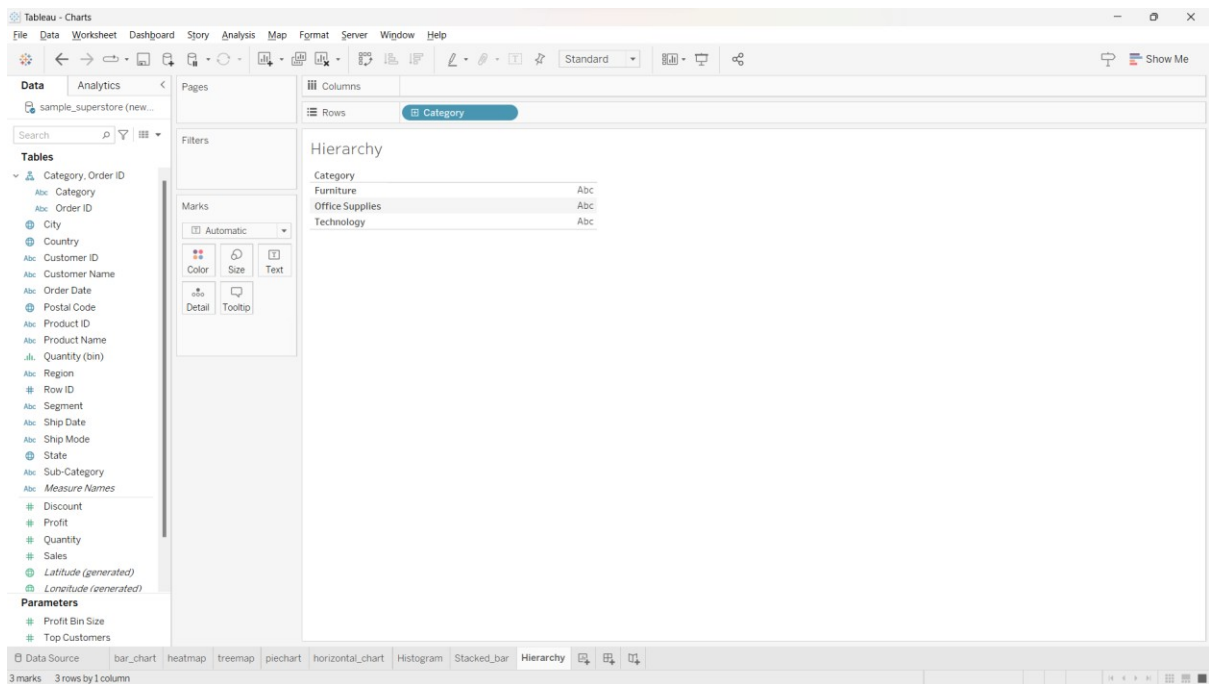 Tableau - Charts
File Data Worksheet Dashboard Story Analysis Map Format Server Window Help
Standard
Show Me
Data Analytics
sample_superstore (new...
Search
Tables
Category, Order ID
Abc Category
Abc Order ID
City
Country
Abc Customer ID
Abc Customer Name
Abc Order Date
Postal Code
Abc Product ID
Abc Product Name
Quantity (bin)
Abc Region
# Row ID
Abc Segment
Abc Ship Date
Abc Ship Mode
State
Abc Sub-Category
Abc Measure Names
# Discount
# Profit
# Quantity
# Sales
Latitude (generated)
Longitude (generated)
Parameters
# Profit Bin Size
# Top Customers
Pages
Filters
Marks
Automatic
Color Size Text
Detail Tooltip
Columns
Rows Category
Hierarchy
Category
Furniture Abc
Office Supplies Abc
Technology Abc
Data Source bar_chart heatmap treemap piechart horizontal_chart Histogram Stacked_bar Hierarchy
3 marks 3 rows by 1 column